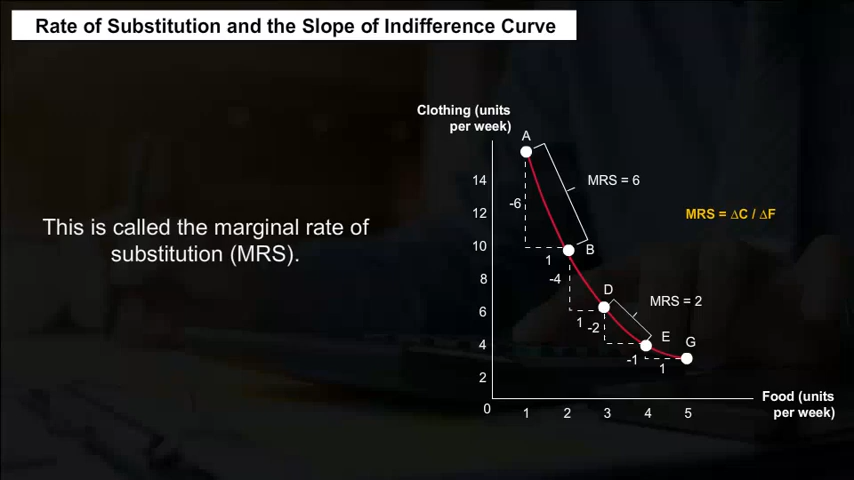 Rate of Substitution and the Slope of Indifference Curve
This is called the marginal rate of
substitution (MRS).
Clothing (units
per week)
A
14
MRS = 6
-6
12
MRS = ΔC / ΔF
10
B
1
8
-4
D
6
MRS = 2
1
-2
E
G
4
-1
1
2
0
1
2
3
4
5
Food (units
per week)